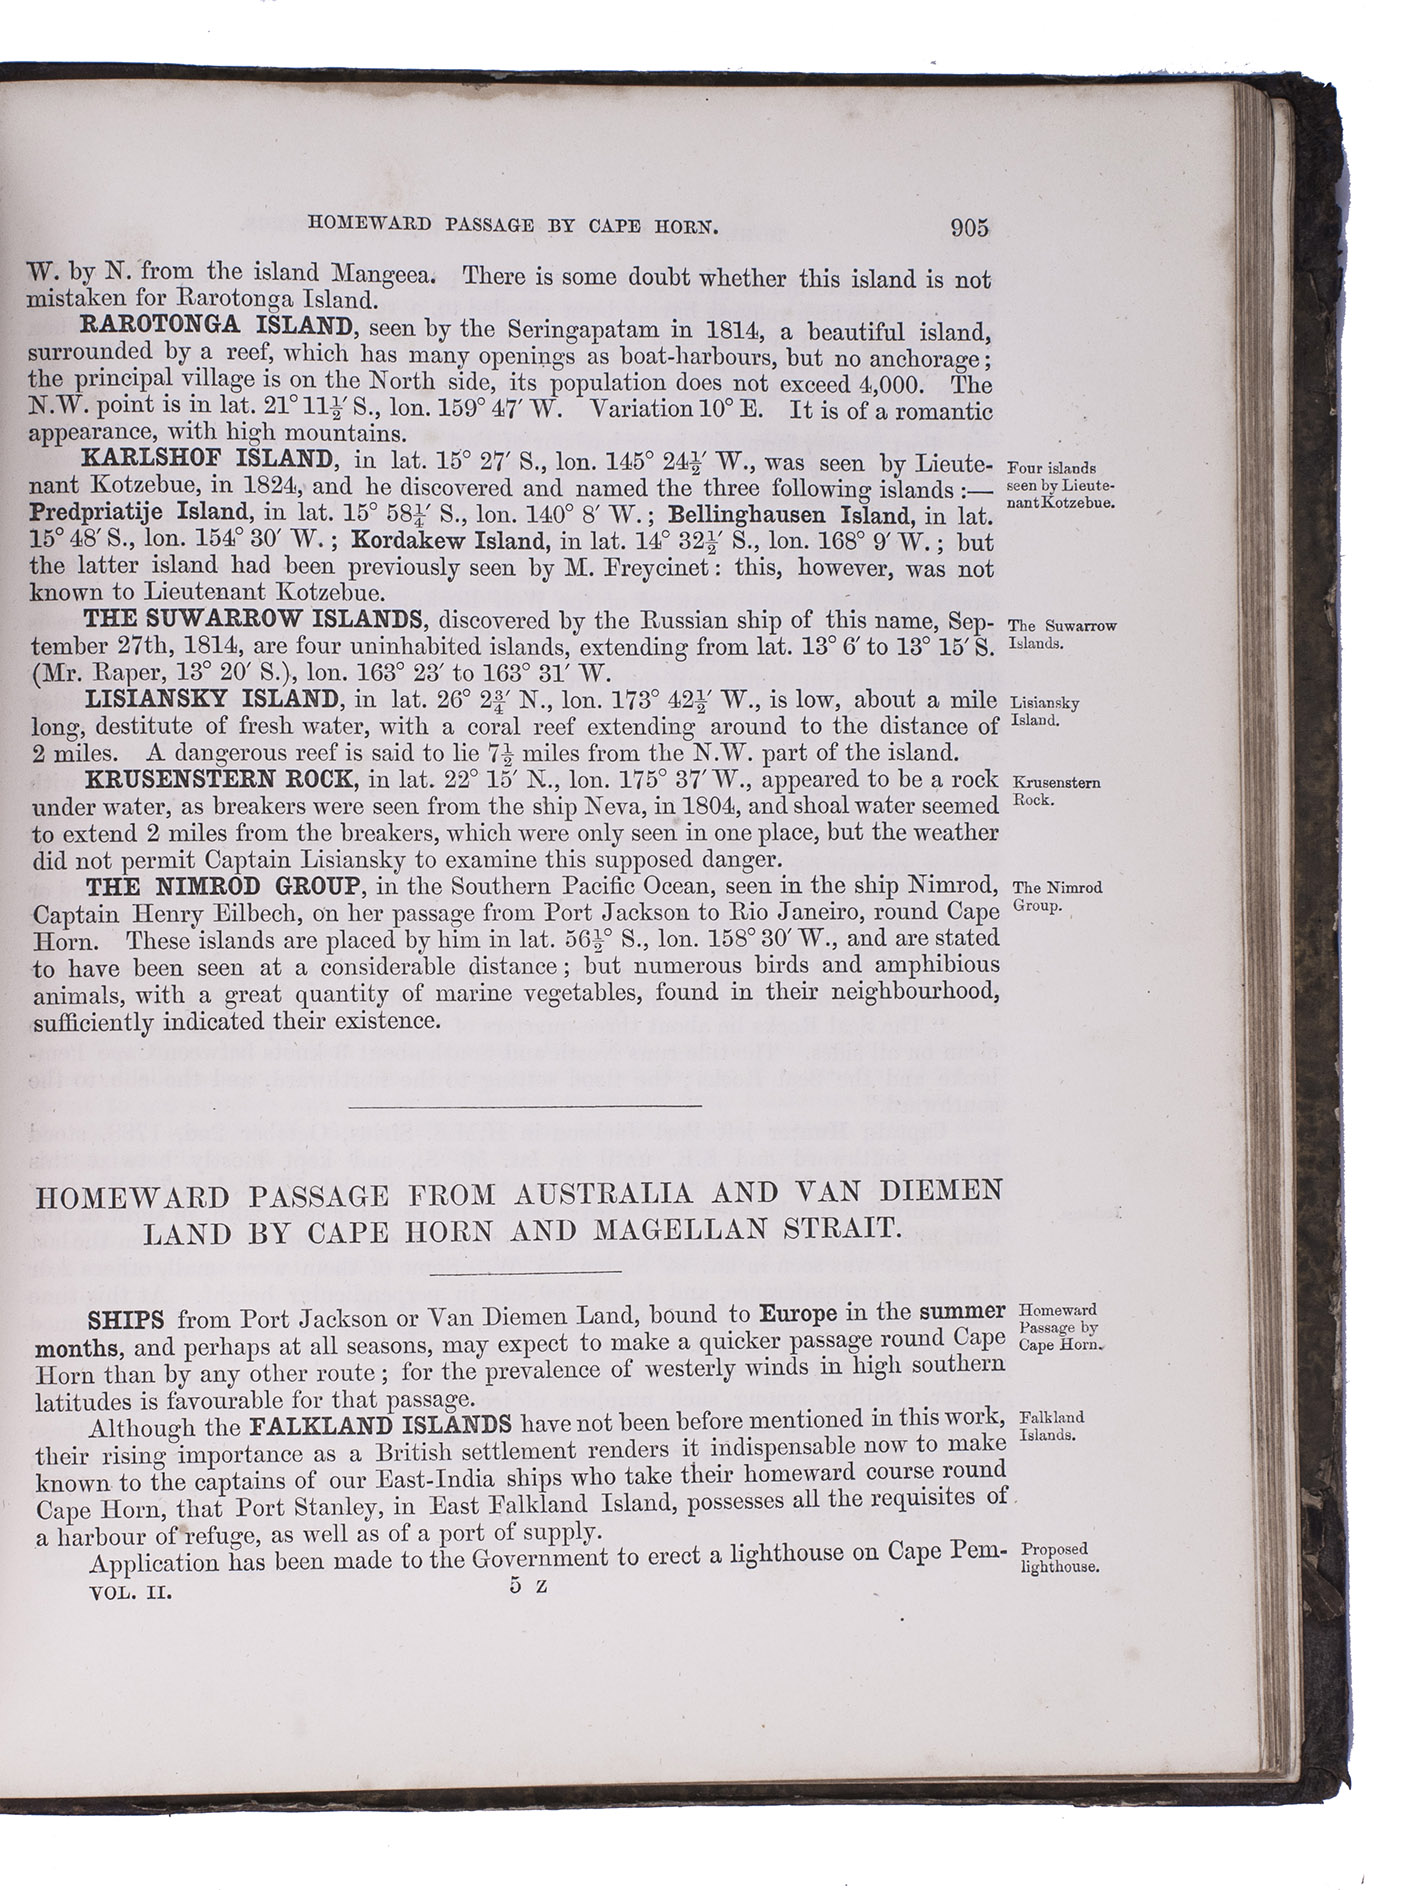 HOMEWARD PASSAGE BY CAPE HORN. 905
W. by N. from the island Mangeea. There is some doubt whether this island is not
mistaken for Rarotonga Island.
RAROTONGA ISLAND, seen by the Seringapatam in 1814, a beautiful island,
surrounded by a reef, which has many openings as boat-harbours, but no anchorage;
the principal village is on the North side, its population does not exceed 4,000. The
N.W. point is in lat. 21° 11½′ S., lon. 159° 47′ W. Variation 10° E. It is of a romantic
appearance, with high mountains.
KARLSHOF ISLAND, in lat. 15° 27′ S., lon. 145° 24½′ W., was seen by Lieute-
nant Kotzebue, in 1824, and he discovered and named the three following islands :—
Predpriatije Island, in lat. 15° 58¼′ S., lon. 140° 8′ W.; Bellinghausen Island, in lat.
15° 48′ S., lon. 154° 30′ W.; Kordakew Island, in lat. 14° 32½′ S., lon. 168° 9′ W.; but
the latter island had been previously seen by M. Freycinet: this, however, was not
known to Lieutenant Kotzebue.
Four islands
seen by Lieute-
nant Kotzebue.
THE SUWARROW ISLANDS, discovered by the Russian ship of this name, Sep-
tember 27th, 1814, are four uninhabited islands, extending from lat. 13° 6′ to 13° 15′ S.
(Mr. Raper, 13° 20′ S.), lon. 163° 23′ to 163° 31′ W.
The Suwarrow
Islands.
LISIANSKY ISLAND, in lat. 26° 2¾′ N., lon. 173° 42½′ W., is low, about a mile
long, destitute of fresh water, with a coral reef extending around to the distance of
2 miles. A dangerous reef is said to lie 7½ miles from the N.W. part of the island.
Lisiansky
Island.
KRUSENSTERN ROCK, in lat. 22° 15′ N., lon. 175° 37′ W., appeared to be a rock
under water, as breakers were seen from the ship Neva, in 1804, and shoal water seemed
to extend 2 miles from the breakers, which were only seen in one place, but the weather
did not permit Captain Lisiansky to examine this supposed danger.
Krusenstern
Rock.
THE NIMROD GROUP, in the Southern Pacific Ocean, seen in the ship Nimrod,
Captain Henry Eilbech, on her passage from Port Jackson to Rio Janeiro, round Cape
Horn. These islands are placed by him in lat. 56½° S., lon. 158° 30′ W., and are stated
to have been seen at a considerable distance; but numerous birds and amphibious
animals, with a great quantity of marine vegetables, found in their neighbourhood,
sufficiently indicated their existence.
The Nimrod
Group.
HOMEWARD PASSAGE FROM AUSTRALIA AND VAN DIEMEN
LAND BY CAPE HORN AND MAGELLAN STRAIT.
SHIPS from Port Jackson or Van Diemen Land, bound to Europe in the summer
months, and perhaps at all seasons, may expect to make a quicker passage round Cape
Horn than by any other route; for the prevalence of westerly winds in high southern
latitudes is favourable for that passage.
Homeward
Passage by
Cape Horn.
Although the FALKLAND ISLANDS have not been before mentioned in this work,
their rising importance as a British settlement renders it indispensable now to make
known to the captains of our East-India ships who take their homeward course round
Cape Horn, that Port Stanley, in East Falkland Island, possesses all the requisites of
a harbour of refuge, as well as of a port of supply.
Falkland
Islands.
Application has been made to the Government to erect a lighthouse on Cape Pem-
Proposed
lighthouse.
VOL. II. 5 Z